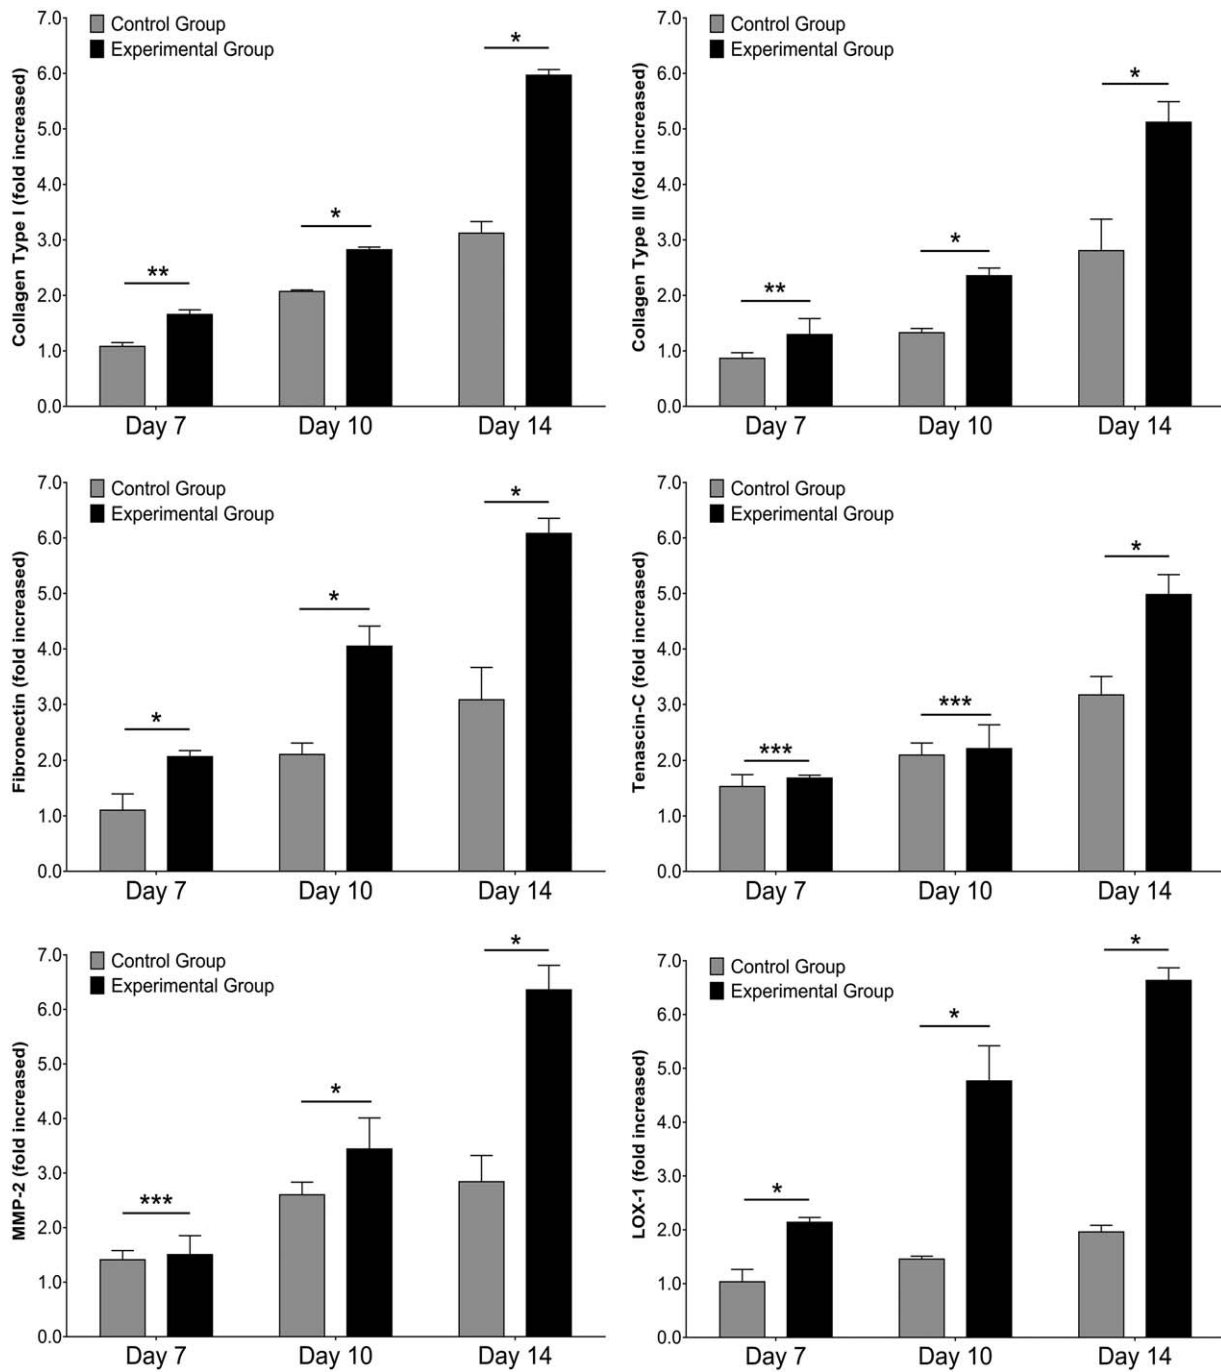 Collagen Type I (fold increased)
7.0
6.0
5.0
4.0
3.0
2.0
1.0
0.0
Control Group
Experimental Group
**
*
*
Day 7
Day 10
Day 14
Collagen Type III (fold increased)
7.0
6.0
5.0
4.0
3.0
2.0
1.0
0.0
Control Group
Experimental Group
**
*
*
Day 7
Day 10
Day 14
Fibronectin (fold increased)
7.0
6.0
5.0
4.0
3.0
2.0
1.0
0.0
Control Group
Experimental Group
*
*
*
Day 7
Day 10
Day 14
Tenascin-C (fold increased)
7.0
6.0
5.0
4.0
3.0
2.0
1.0
0.0
Control Group
Experimental Group
***
***
*
Day 7
Day 10
Day 14
MMP-2 (fold increased)
7.0
6.0
5.0
4.0
3.0
2.0
1.0
0.0
Control Group
Experimental Group
***
*
*
Day 7
Day 10
Day 14
LOX-1 (fold increased)
7.0
6.0
5.0
4.0
3.0
2.0
1.0
0.0
Control Group
Experimental Group
*
*
*
Day 7
Day 10
Day 14